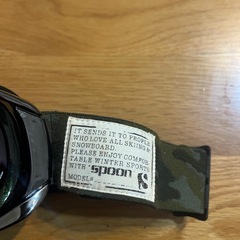 IT SENDS IT TO PEOPLE
WHO LOVE ALL SKIING &
SNOWBOARD.
PLEASE ENJOY COMFOR
TABLE WINTER SPORTS
WITH spoon
MODEL#